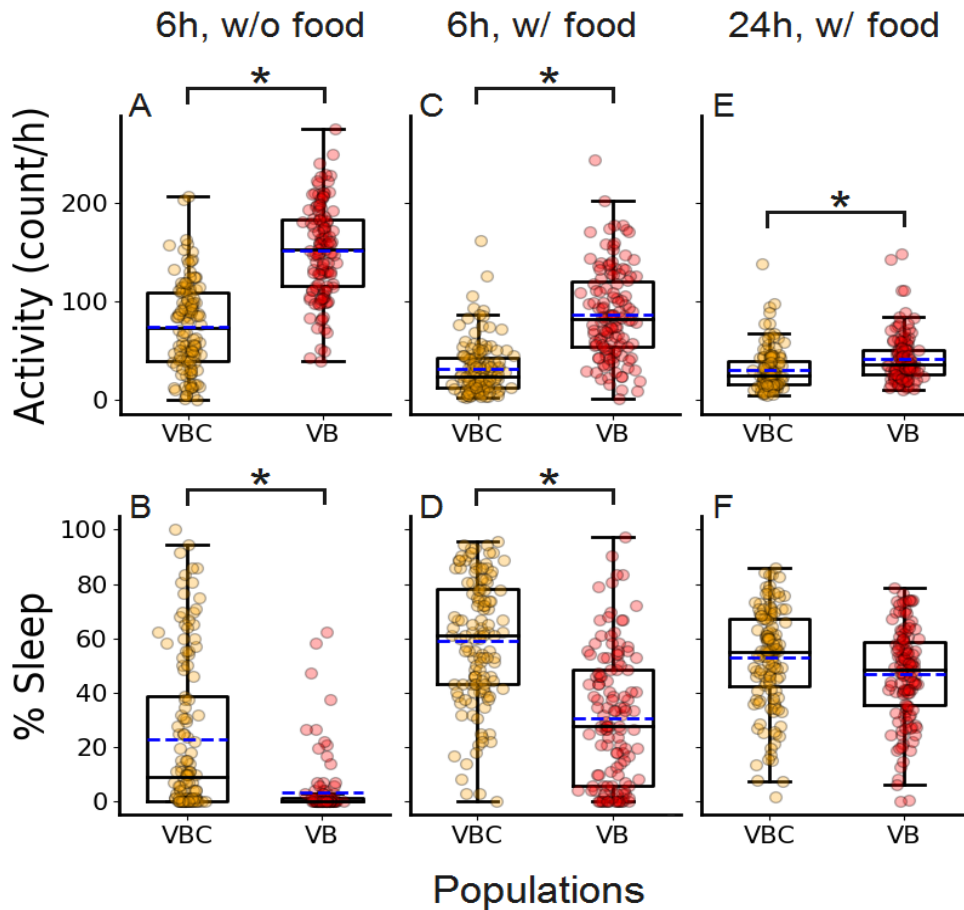 6h, w/o food 6h, w/ food 24h, w/ food
* *
A C E
Activity (count/h)
200
100
0
*
VBC VB VBC VB VBC VB
* *
B D F
% Sleep
100
80
60
40
20
0
VBC VB VBC VB VBC VB
Populations